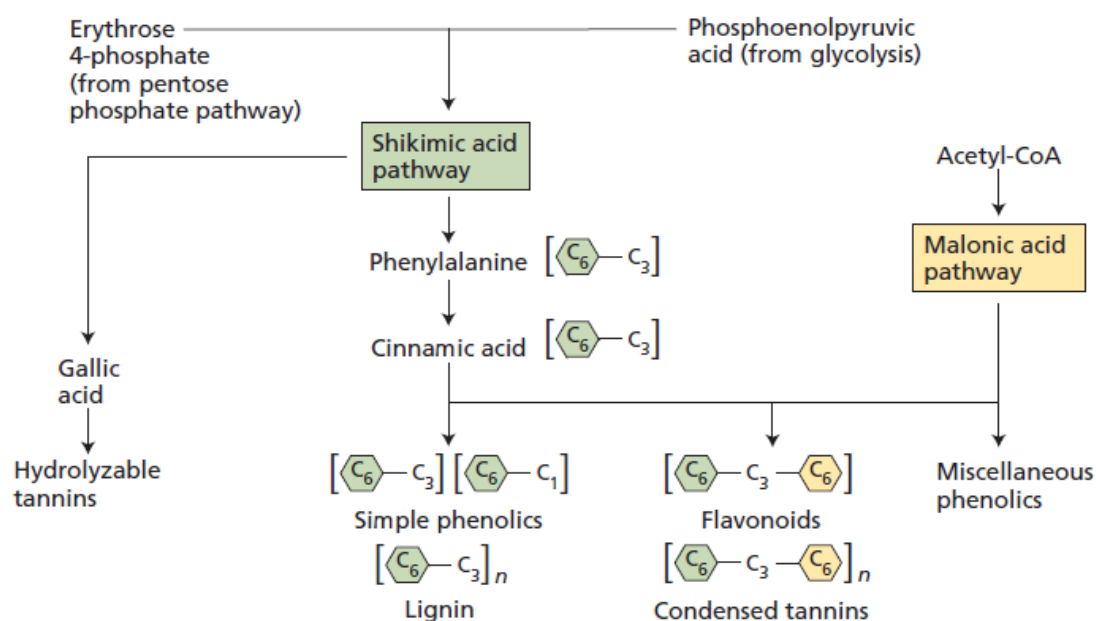 Erythrose
4-phosphate
(from pentose
phosphate pathway)
Phosphoenolpyruvic
acid (from glycolysis)
Shikimic acid
pathway
Acetyl-CoA
Malonic acid
pathway
Phenylalanine [C6 — C3]
Cinnamic acid [C6 — C3]
Gallic
acid
Hydrolyzable
tannins
[C6 — C3] [C6 — C1]
Simple phenolics
[C6 — C3]n
Lignin
[C6 — C3 — C6]
Flavonoids
[C6 — C3 — C6]n
Condensed tannins
Miscellaneous
phenolics